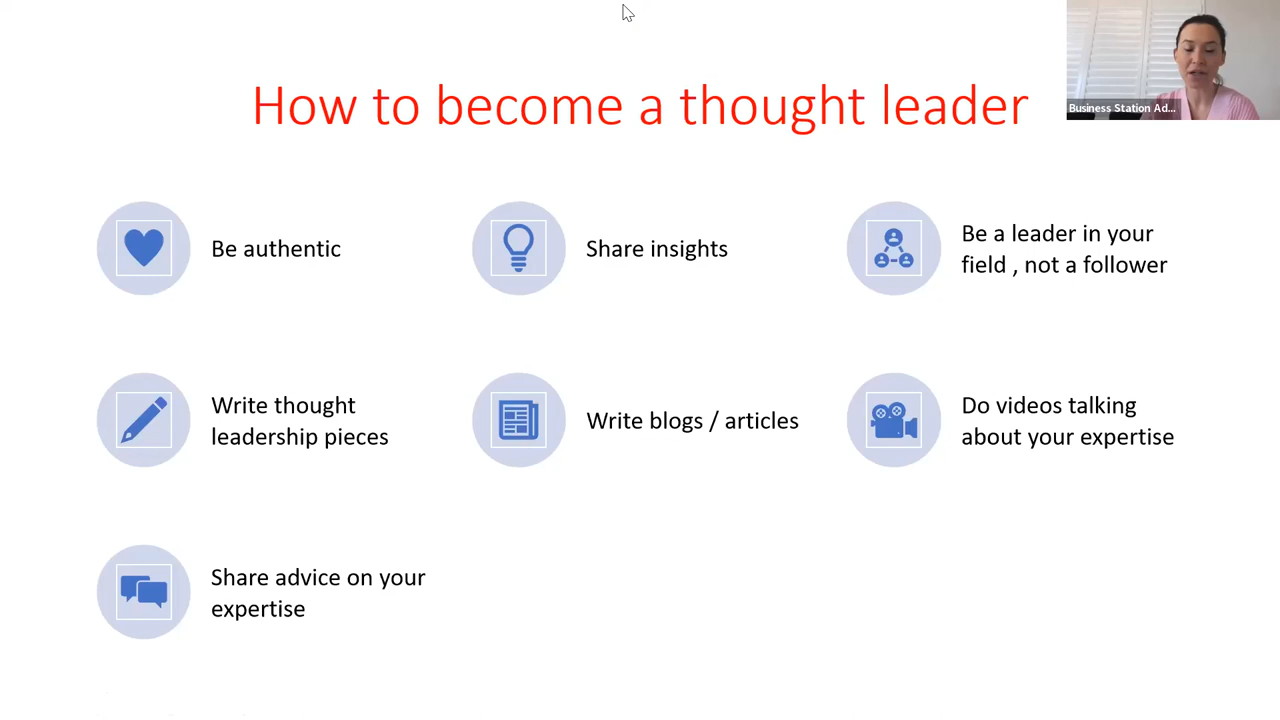 How to become a thought leader
Business Station Ad...
Be authentic
Share insights
Be a leader in your
field , not a follower
Write thought
leadership pieces
Write blogs / articles
Do videos talking
about your expertise
Share advice on your
expertise